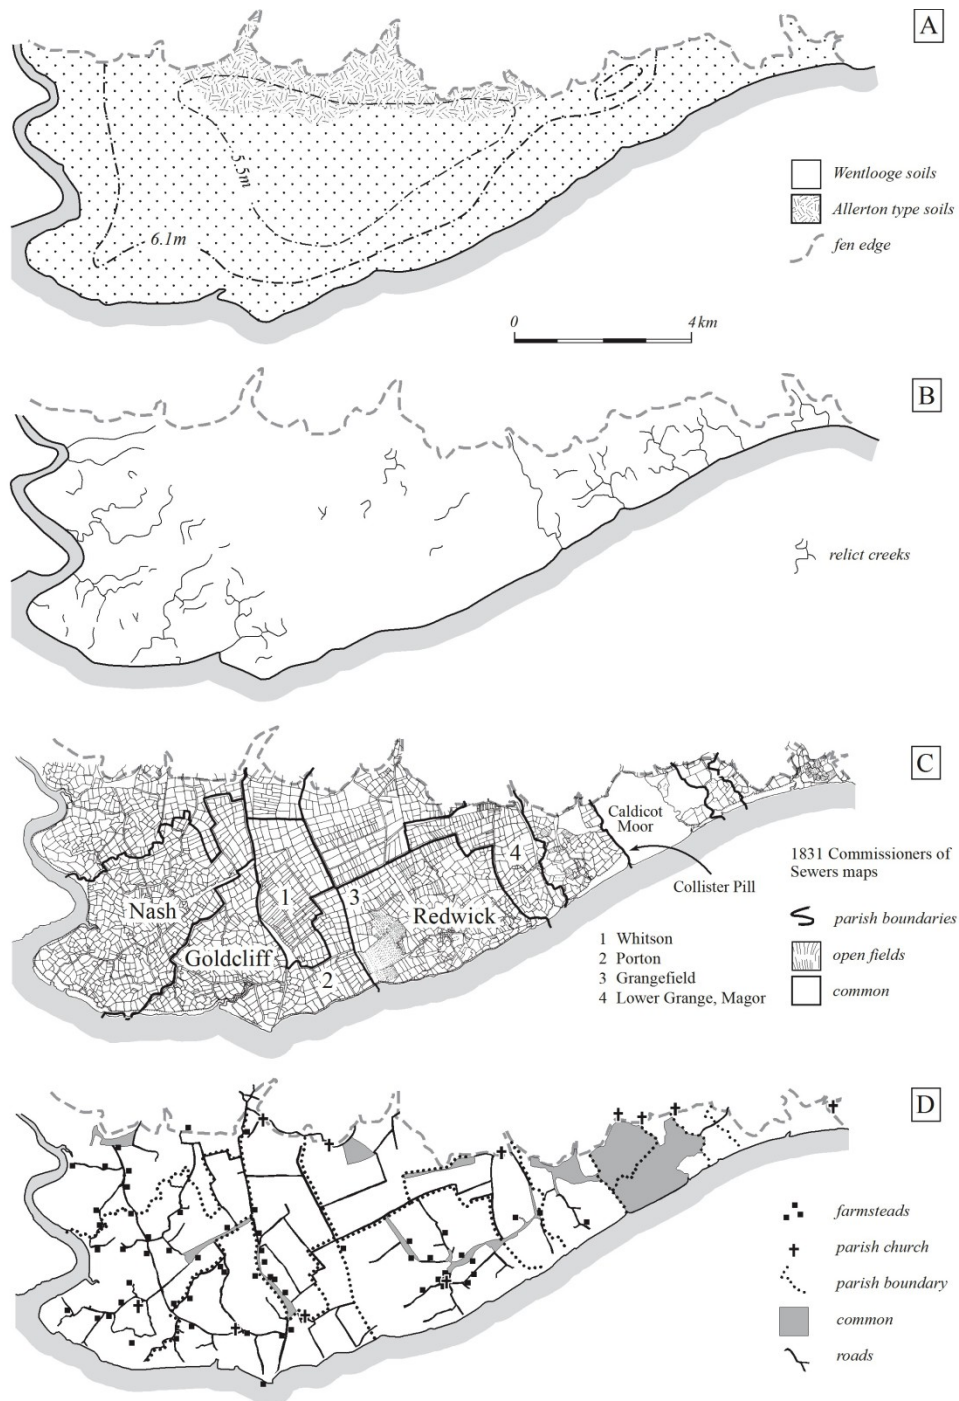 A
5.5m
6.1m
Wentlooge soils
Allerton type soils
fen edge
0 4 km
B
relict creeks
C
Caldicot
Moor
Collister Pill
1831 Commissioners of
Sewers maps
parish boundaries
open fields
common
Nash
Goldcliff
Redwick
1
2
3
4
1 Whitson
2 Porton
3 Grangefield
4 Lower Grange, Magor
D
farmsteads
parish church
parish boundary
common
roads